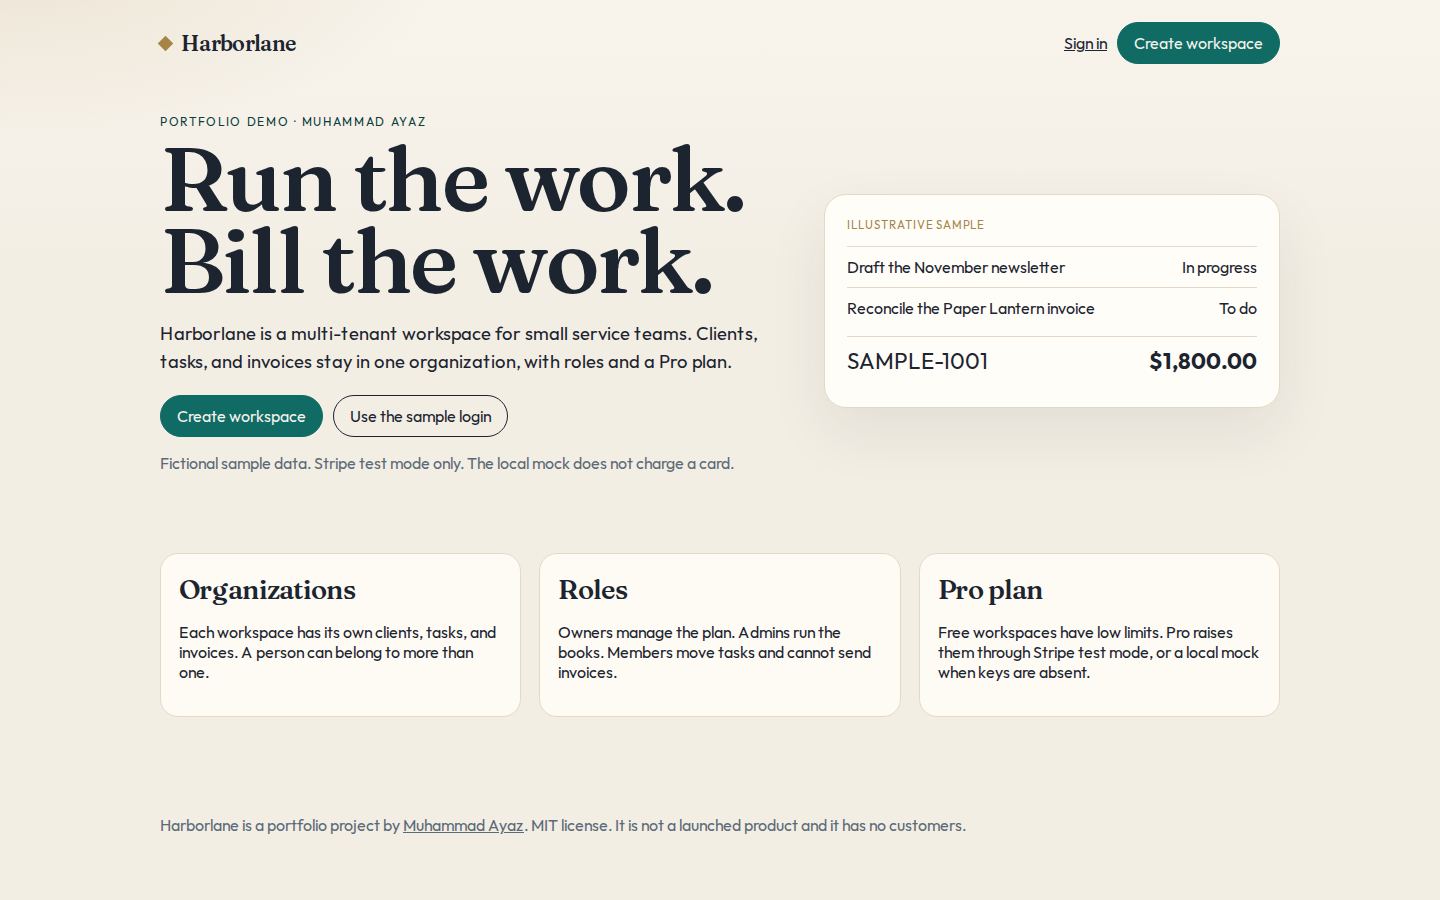 Harborlane
Sign in
Create workspace
PORTFOLIO DEMO · MUHAMMAD AYAZ
Run the work.
Bill the work.
Harborlane is a multi-tenant workspace for small service teams. Clients,
tasks, and invoices stay in one organization, with roles and a Pro plan.
Create workspace
Use the sample login
Fictional sample data. Stripe test mode only. The local mock does not charge a card.
ILLUSTRATIVE SAMPLE
Draft the November newsletter
In progress
Reconcile the Paper Lantern invoice
To do
SAMPLE-1001
$1,800.00
Organizations
Each workspace has its own clients, tasks, and
invoices. A person can belong to more than
one.
Roles
Owners manage the plan. Admins run the
books. Members move tasks and cannot send
invoices.
Pro plan
Free workspaces have low limits. Pro raises
them through Stripe test mode, or a local mock
when keys are absent.
Harborlane is a portfolio project by Muhammad Ayaz. MIT license. It is not a launched product and it has no customers.